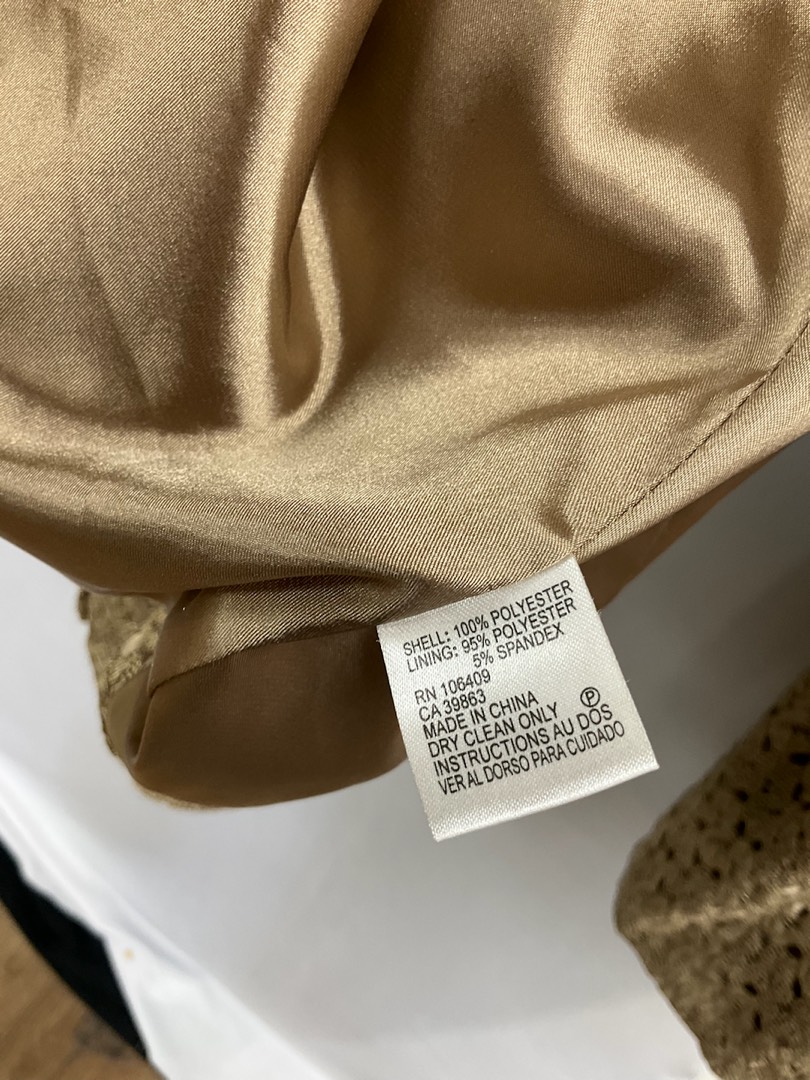 SHELL: 100% POLYESTER
LINING: 95% POLYESTER
5% SPANDEX
RN 106409
CA 39863
MADE IN CHINA
DRY CLEAN ONLY Ⓟ
INSTRUCTIONS AU DOS
VER AL DORSO PARA CUIDADO